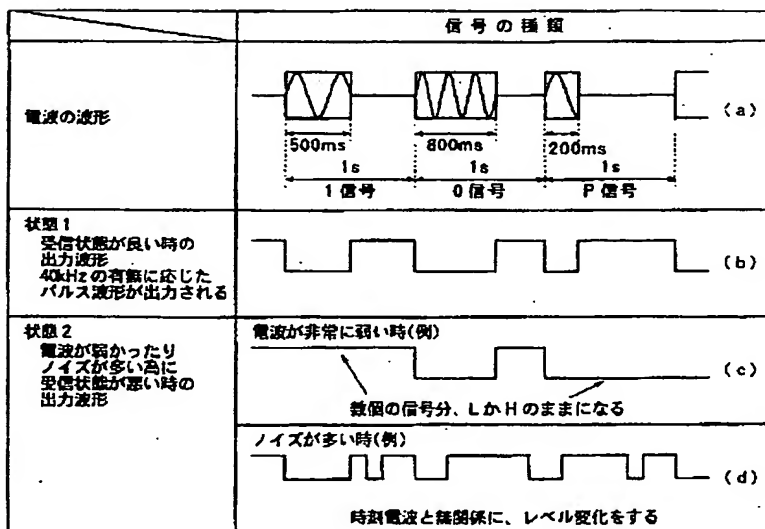 信号の種類
電波の波形
500ms
800ms
200ms
1s
1s
1s
1信号
0信号
P信号
(a)
状態1
受信状態が良い時の
出力波形
40kHzの有無に応じた
パルス波形が出力される
(b)
状態2
電波が弱かったり
ノイズが多い為に
受信状態が悪い時の
出力波形
電波が非常に弱い時(例)
(c)
数個の信号分、LかHのままになる
ノイズが多い時(例)
(d)
時刻電波と無関係に、レベル変化をする